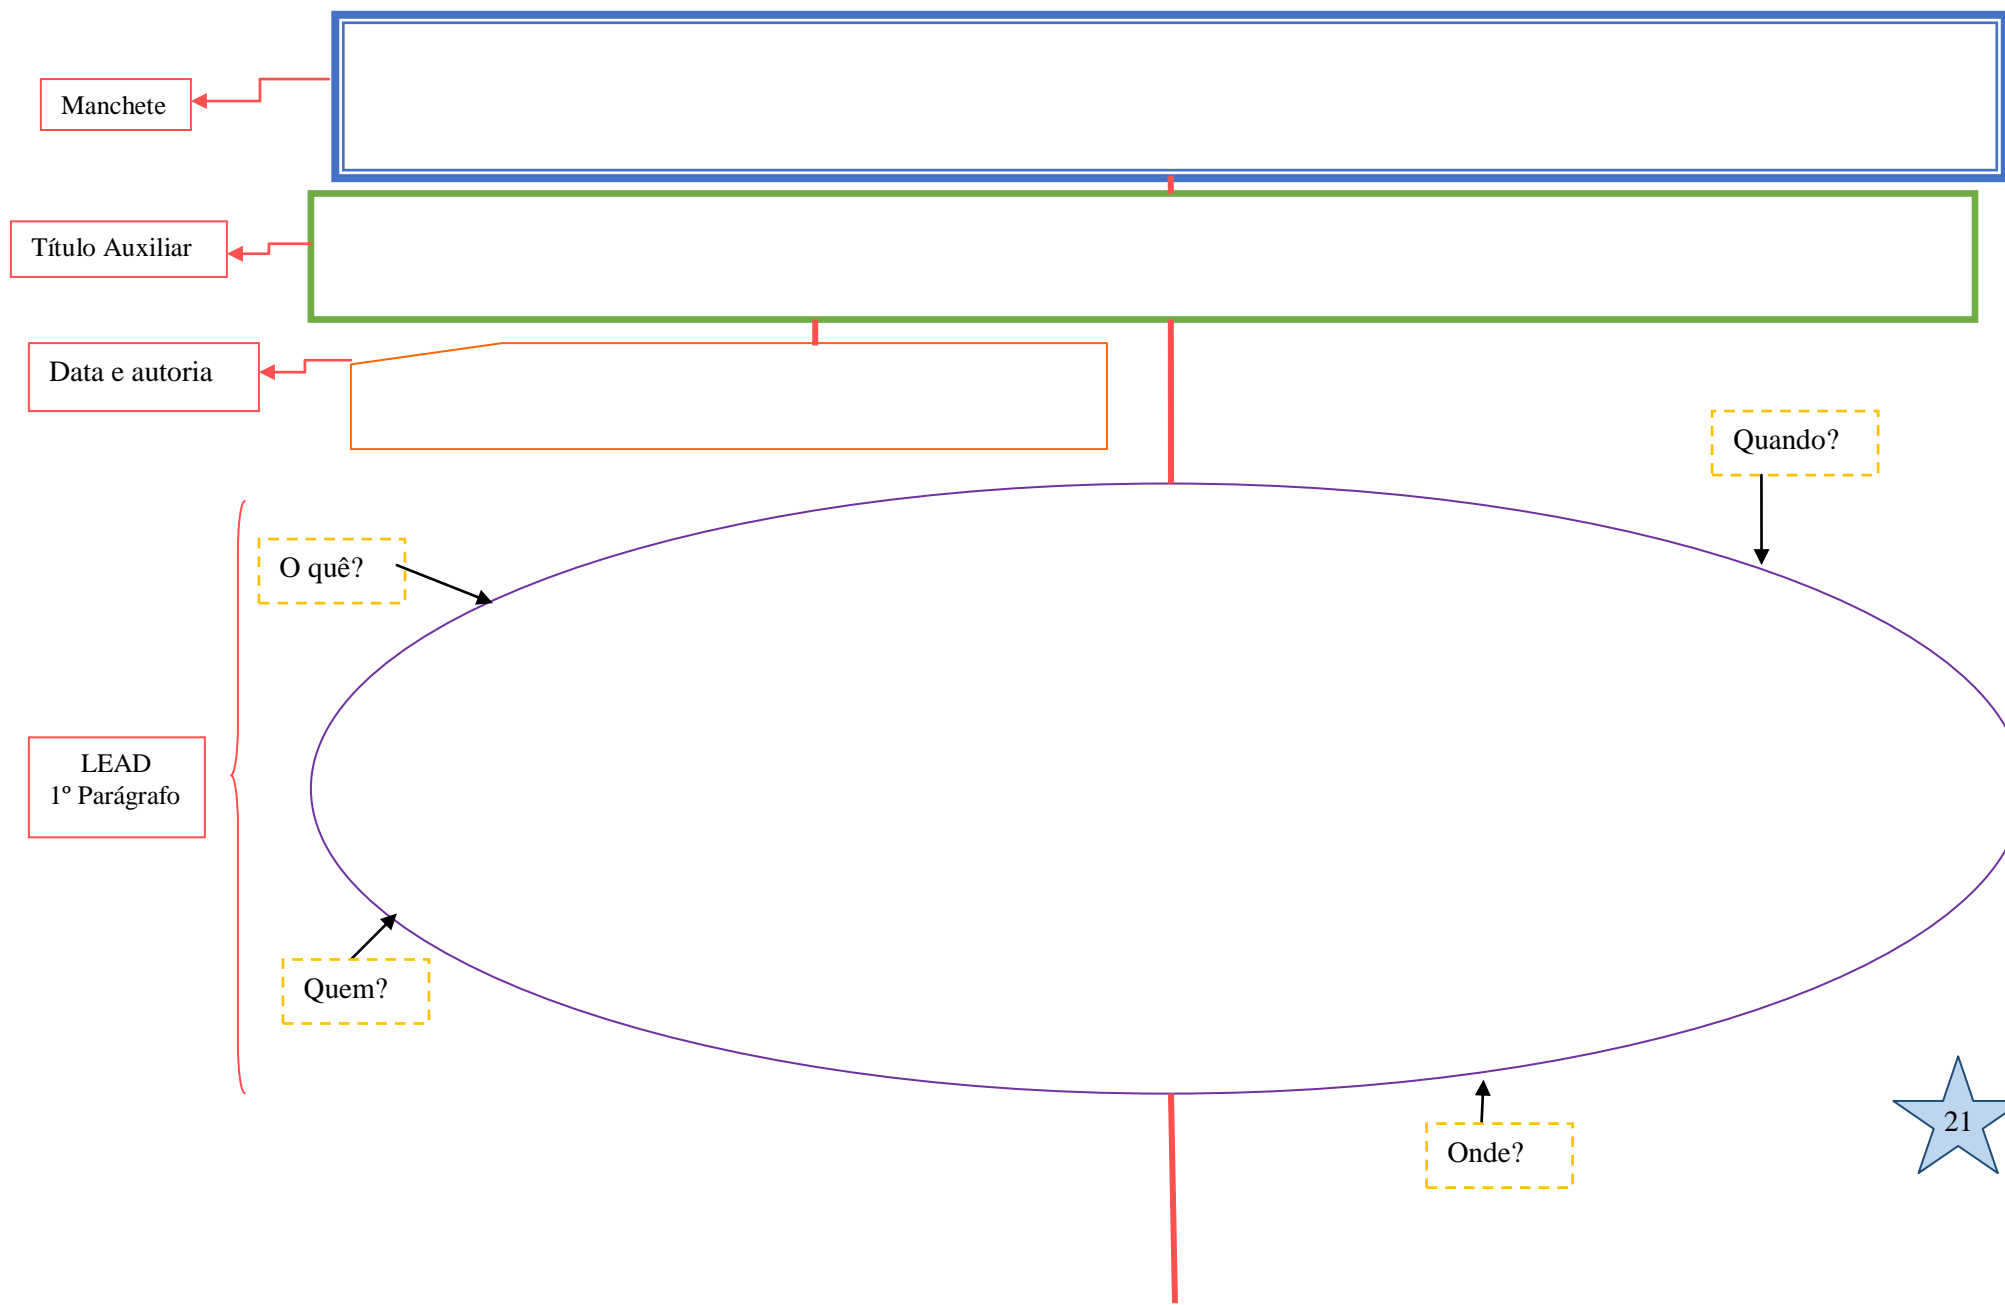 Manchete
Título Auxiliar
Data e autoria
Quando?
O quê?
LEAD
1º Parágrafo
Quem?
Onde?
21